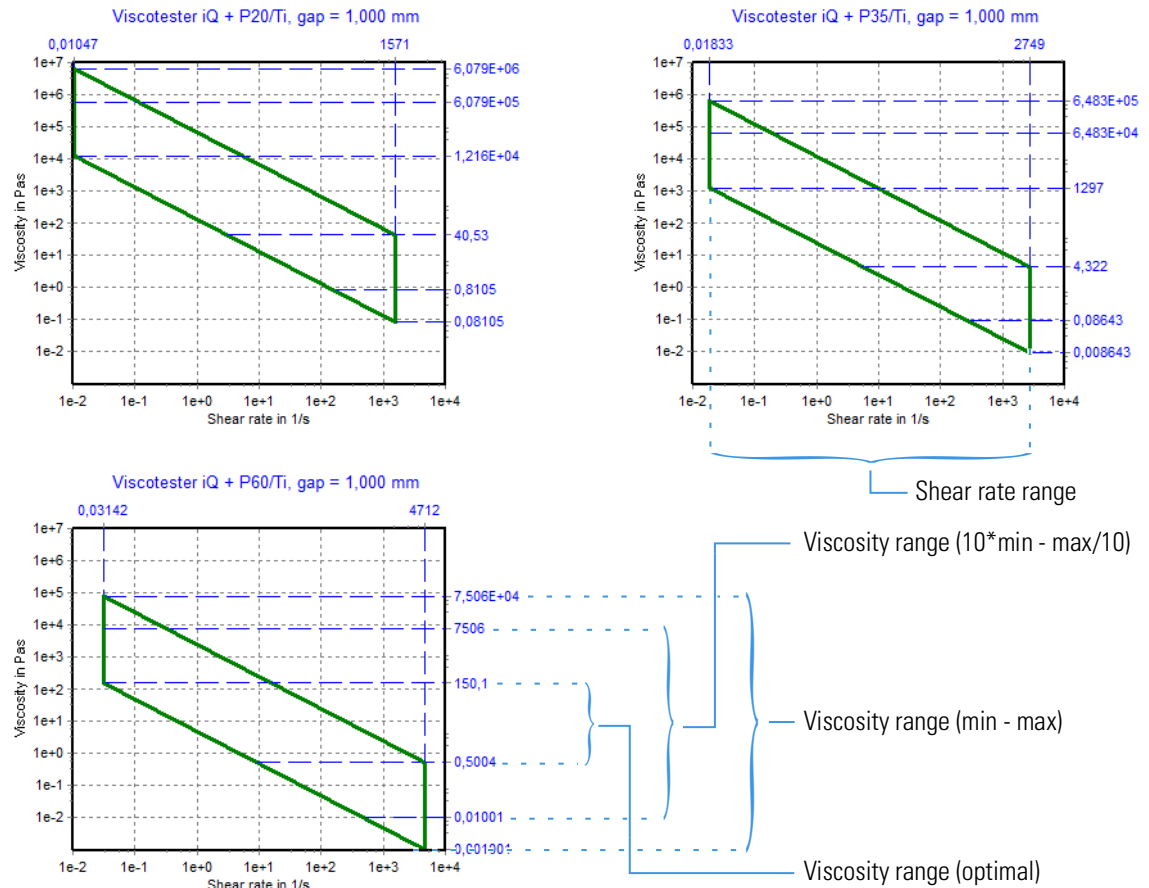 Viscotester iQ + P20/Ti, gap = 1,000 mm
0,01047 1571
1e+7
1e+6
1e+5
1e+4
1e+3
1e+2
1e+1
1e+0
1e-1
1e-2
Viscosity in Pas
6,079E+06
6,079E+05
1,216E+04
40,53
0,8105
0,08105
1e-2 1e-1 1e+0 1e+1 1e+2 1e+3 1e+4
Shear rate in 1/s
Viscotester iQ + P35/Ti, gap = 1,000 mm
0,01833 2749
1e+7
1e+6
1e+5
1e+4
1e+3
1e+2
1e+1
1e+0
1e-1
1e-2
Viscosity in Pas
6,483E+05
6,483E+04
1297
4,322
0,08643
0,008643
1e-2 1e-1 1e+0 1e+1 1e+2 1e+3 1e+4
Shear rate in 1/s
Shear rate range
Viscotester iQ + P60/Ti, gap = 1,000 mm
0,03142 4712
1e+7
1e+6
1e+5
1e+4
1e+3
1e+2
1e+1
1e+0
1e-1
1e-2
Viscosity in Pas
7,506E+04
7506
150,1
0,5004
0,01001
0,001901
1e-2 1e-1 1e+0 1e+1 1e+2 1e+3 1e+4
Shear rate in 1/s
Viscosity range (10*min - max/10)
Viscosity range (min - max)
Viscosity range (optimal)